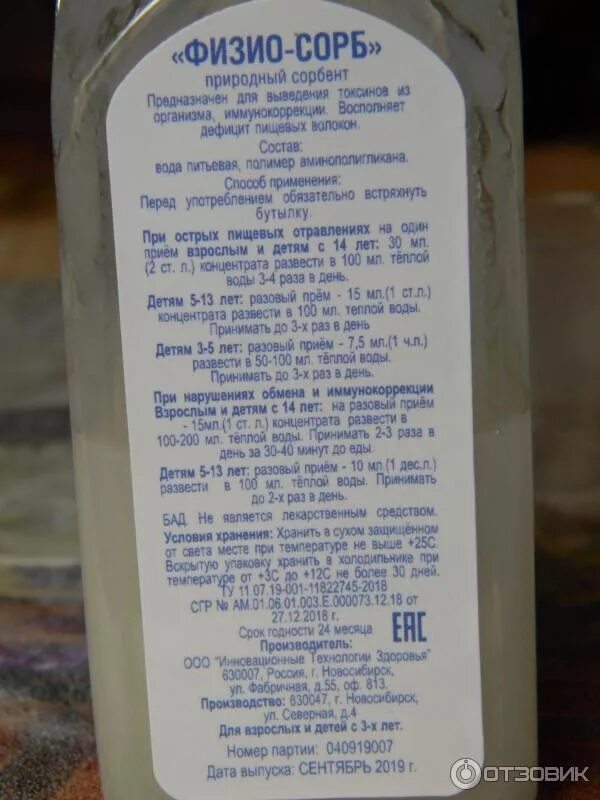 «ФИЗИО-СОРБ»
природный сорбент
Предназначен для выведения токсинов из
организма, иммунокоррекции. Восполняет
дефицит пищевых волокон.
Состав:
вода питьевая, полимер аминополигликана.
Способ применения:
Перед употреблением обязательно встряхнуть
бутылку.
При острых пищевых отравлениях на один
приём взрослым и детям с 14 лет: 30 мл.
(2 ст. л.) концентрата развести в 100 мл. тёплой
воды 3-4 раза в день.
Детям 5-13 лет: разовый прём - 15 мл.(1 ст.л.)
концентрата развести в 100 мл. теплой воды.
Принимать до 3-х раз в день
Детям 3-5 лет: разовый приём - 7,5 мл.(1 ч.л.)
развести в 50-100 мл. тёплой воды.
Принимать до 3-х раз в день.
При нарушениях обмена и иммунокоррекции
Взрослым и детям с 14 лет: на разовый приём
- 15мл.(1 ст. л.) концентрата развести в
100-200 мл. тёплой воды. Принимать 2-3 раза в
день за 30-40 минут до еды.
Детям 5-13 лет: разовый приём - 10 мл.(1 дес.л.)
развести в 100 мл. тёплой воды. Принимать
до 2-х раз в день.
БАД. Не является лекарственным средством.
Условия хранения: Хранить в сухом защищённом
от света месте при температуре не выше +25С.
Вскрытую упаковку хранить в холодильнике при
температуре от +3С до +12С не более 30 дней.
ТУ 11.07.19-001-11822745-2018
СГР № АМ.01.06.01.003.Е.000073.12.18 от
27.12.2018 г.
Срок годности 24 месяца
EAC
Производитель:
ООО "Инновационные Технологии Здоровья"
630007, Россия, г. Новосибирск,
ул. Фабричная, д.55, оф. 813.
Производство: 630047, г. Новосибирск,
ул. Северная, д.4
Для взрослых и детей с 3-х лет.
Номер партии: 040919007
Дата выпуска: СЕНТЯБРЬ 2019 г.
ОТЗОВИК